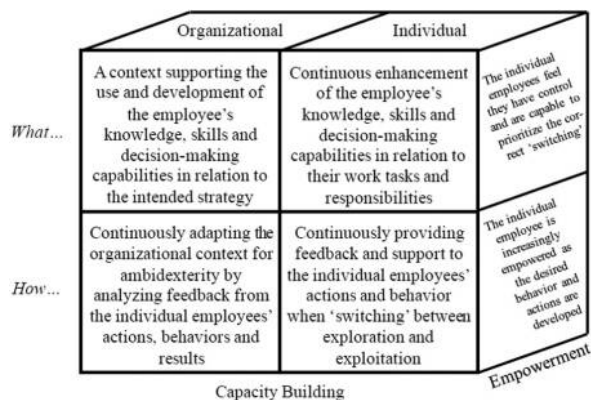 Organizational
Individual
What...
A context supporting the
use and development of
the employee's
knowledge, skills and
decision-making
capabilities in relation to
the intended strategy
Continuous enhancement
of the employee's
knowledge, skills and
decision-making
capabilities in relation to
their work tasks and
responsibilities
The individual
employees feel
they have control
and are capable to
prioritize the cor-
rect 'switching'
How...
Continuously adapting the
organizational context for
ambidexterity by
analyzing feedback from
the individual employees'
actions, behaviors and
results
Continuously providing
feedback and support to
the individual employees'
actions and behavior
when 'switching' between
exploration and
exploitation
The individual
employee is
increasingly
empowered as
the desired
behavior and
actions are
developed
Capacity Building
Empowerment